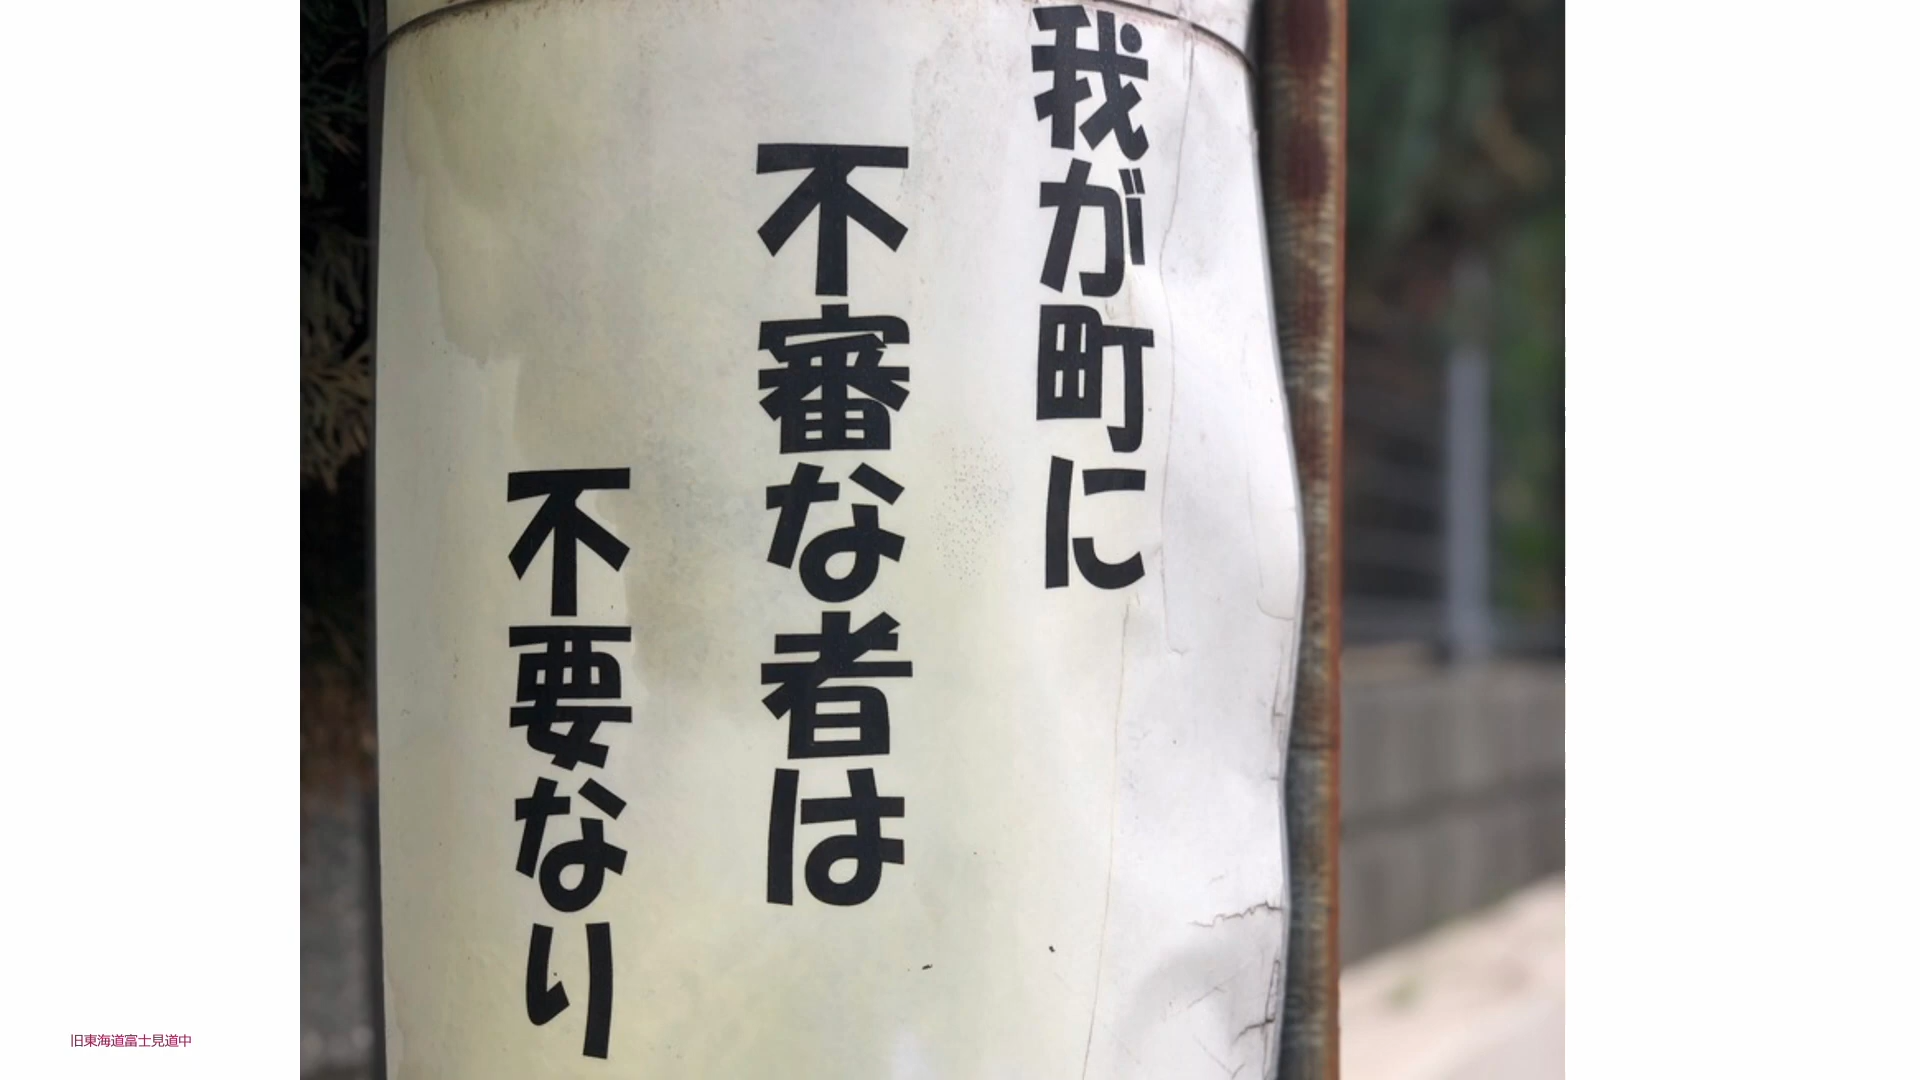 我が町に
不審な者は
不要なり
旧東海道富士見道中